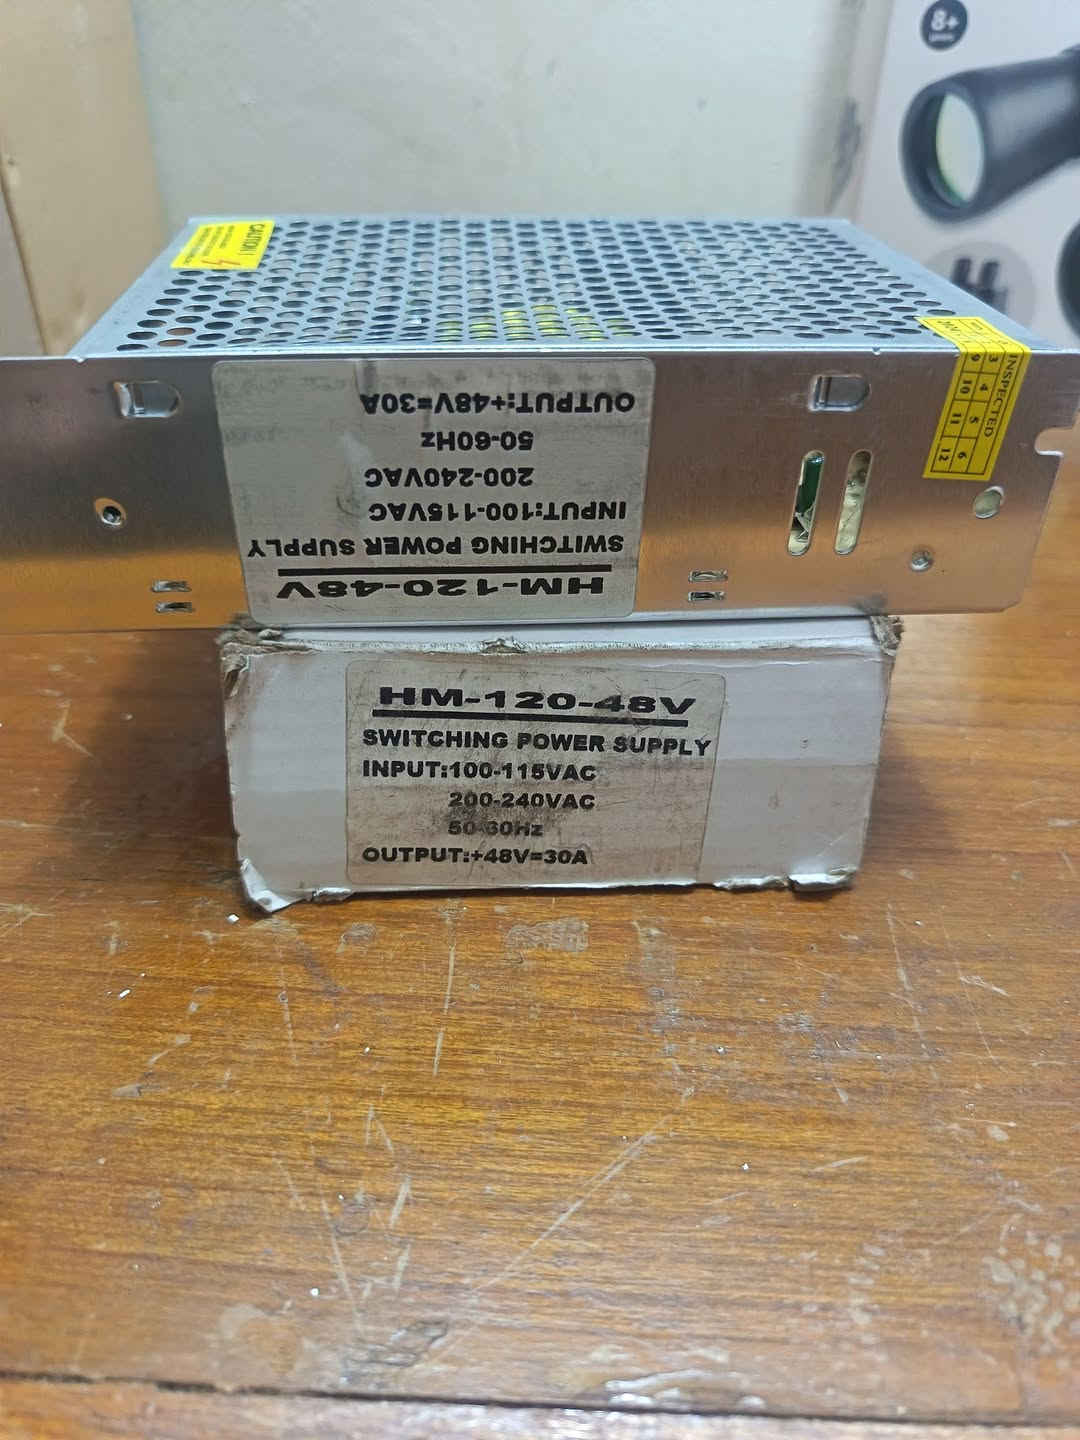 8+
CAUTION !
INSPECTED
3 4 5 6
9 10 11 12
HM-120-48V
SWITCHING POWER SUPPLY
INPUT:100-115VAC
200-240VAC
50-60Hz
OUTPUT:+48V=30A
HM-120-48V
SWITCHING POWER SUPPLY
INPUT:100-115VAC
200-240VAC
50-60Hz
OUTPUT:+48V=30A